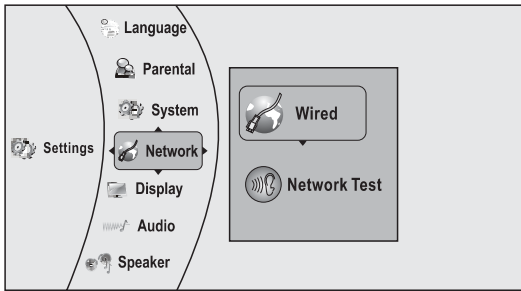 Language
Parental
System
Settings
Network
Display
Audio
Speaker
Wired
Network Test